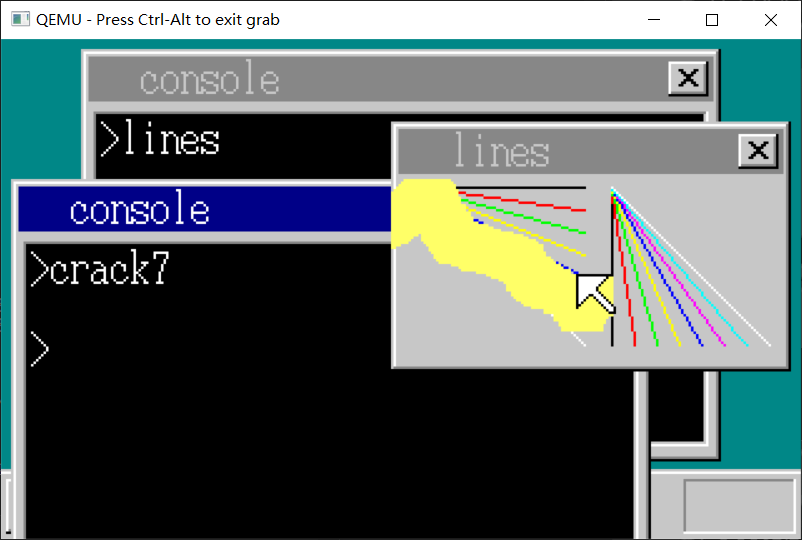 QEMU - Press Ctrl-Alt to exit grab
console
>lines
lines
console
>crack7
>